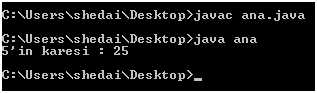 C:\Users\shedai\Desktop>javac ana.java
C:\Users\shedai\Desktop>java ana
5'in karesi : 25
C:\Users\shedai\Desktop>_